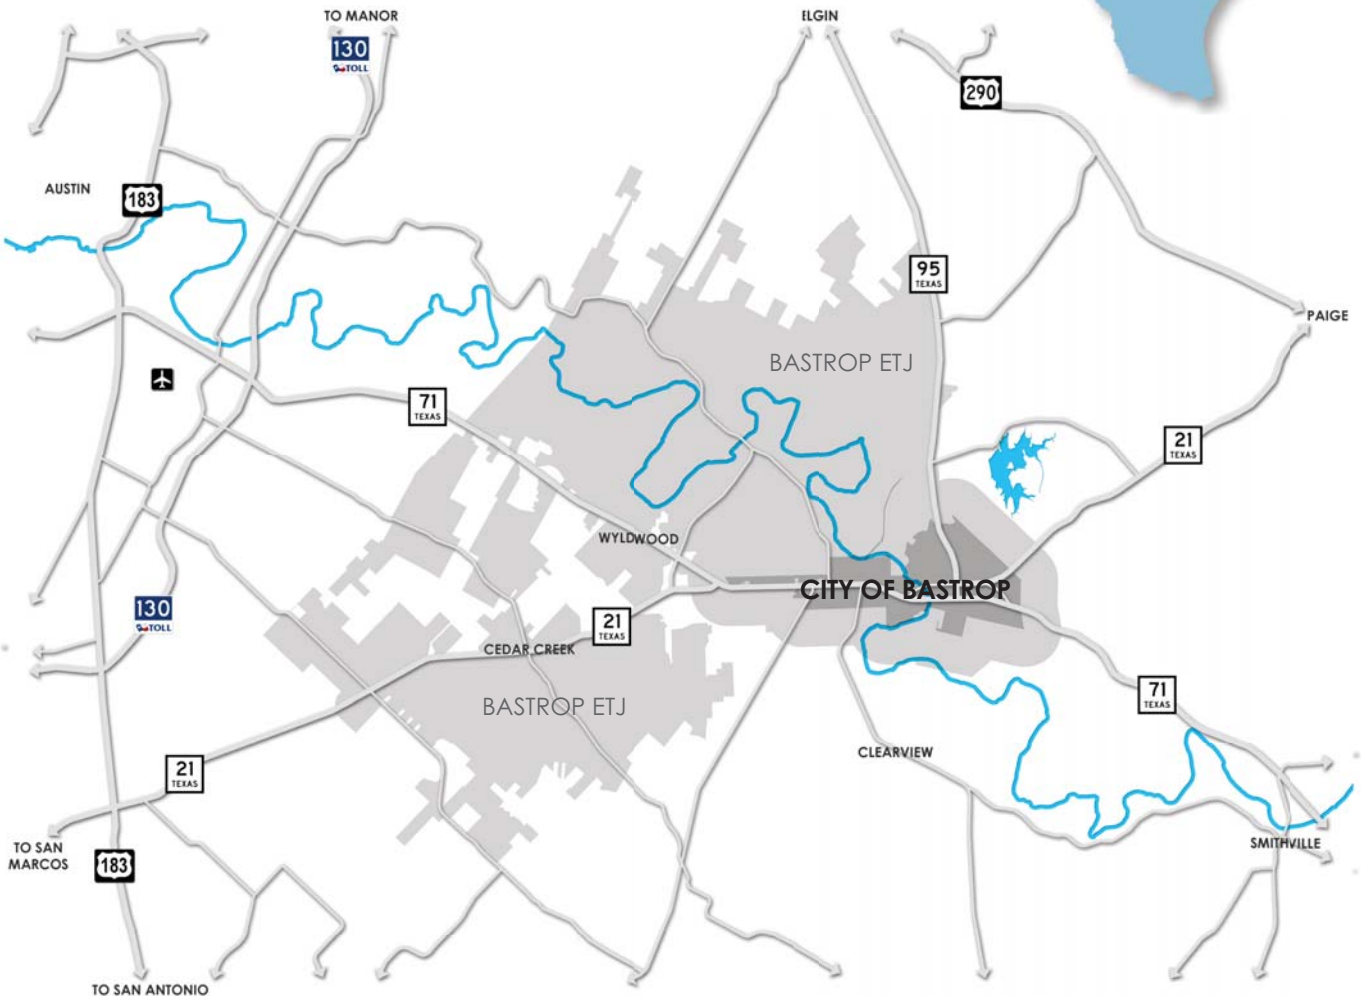 TO MANOR
ELGIN
130
TOLL
290
AUSTIN
183
95
TEXAS
PAIGE
BASTROP ETJ
71
TEXAS
21
TEXAS
WYLDWOOD
CITY OF BASTROP
130
TOLL
21
TEXAS
CEDAR CREEK
BASTROP ETJ
71
TEXAS
CLEARVIEW
21
TEXAS
TO SAN
MARCOS
183
SMITHVILLE
TO SAN ANTONIO